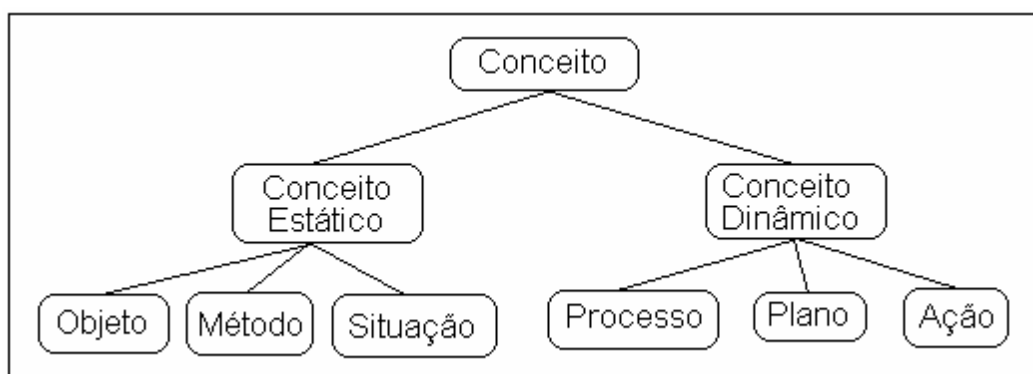 Conceito
Conceito
Estático
Conceito
Dinâmico
Objeto
Método
Situação
Processo
Plano
Ação